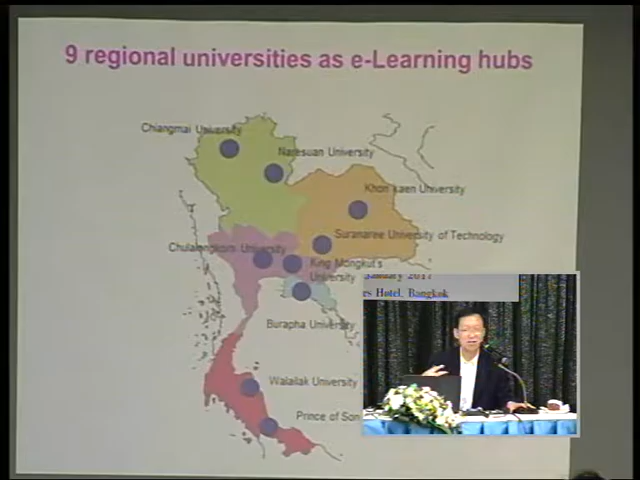 9 regional universities as e-Learning hubs
Chiangmai University
Naresuan University
Khon kaen University
Suranaree University of Technology
Chulalongkorn University
King Mongkut's
University
January 2017
Hotel, Bangkok
Burapha University
Walailak University
Prince of